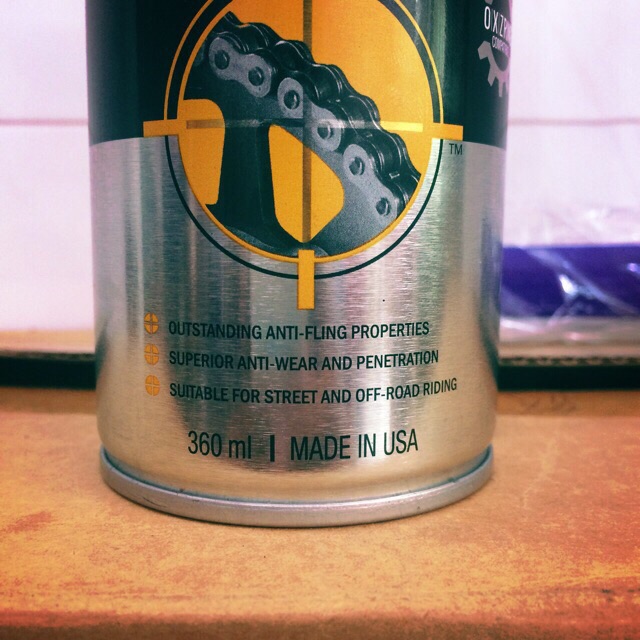 TM
OUTSTANDING ANTI-FLING PROPERTIES
SUPERIOR ANTI-WEAR AND PENETRATION
SUITABLE FOR STREET AND OFF-ROAD RIDING
360 ml | MADE IN USA